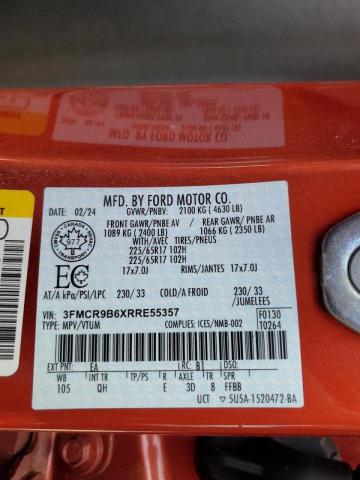 MFD. BY FORD MOTOR CO.
DATE: 02/24 GVWR/PNBV: 2100 KG ( 4630 LB)
FRONT GAWR/PNBE AV REAR GAWR/ PNBE AR
1089 KG ( 2400 LB) 1066 KG ( 2350 LB)
WITH/AVEC TIRES/PNEUS
225/65R17 102H
225/65R17 102H
17x7.0J RIMS/JANTES 17x7.0J
977
EC
AT/A kPa/PSI/LPC 230/ 33 COLD/A FROID 230/ 33
/JUMELEES
VIN: 3FMCR9B6XRRE55357 F0130
TYPE: MPV/VTUM COMPLIES: ICES/NMB-002 T0264
EXT PNT: EA RC: B1 DSO:
WB INT TR R AXLE TR SPR
105 QH E 3D 8 FFBB
UCT 5U5A-1520472-BA